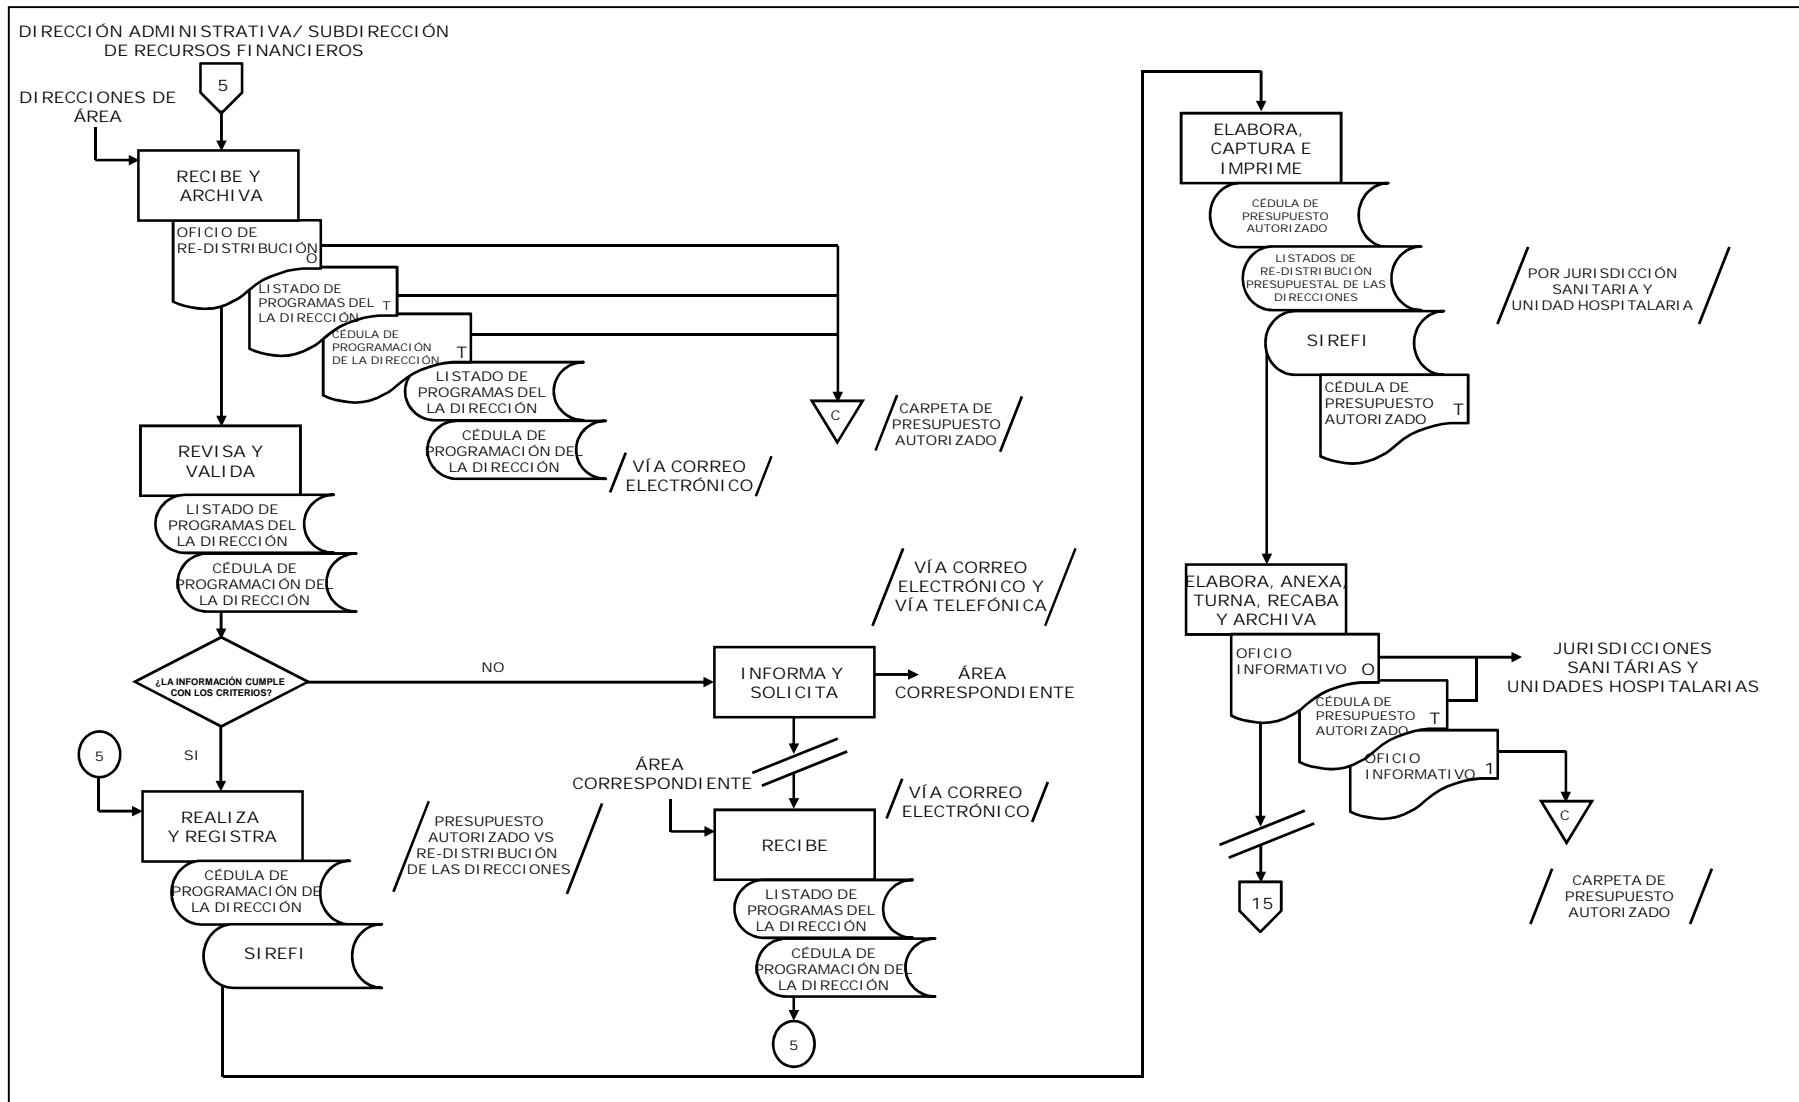 DIRECCIÓN ADMINISTRATIVA/ SUBDIRECCIÓN
DE RECURSOS FINANCIEROS
5
DIRECCIONES DE
ÁREA
RECIBE Y
ARCHIVA
OFICIO DE
RE-DISTRIBUCIÓN
O
LISTADO DE
PROGRAMAS DEL
LA DIRECCIÓN
T
CÉDULA DE
PROGRAMACIÓN
DE LA DIRECCIÓN
T
LISTADO DE
PROGRAMAS DEL
LA DIRECCIÓN
CÉDULA DE
PROGRAMACIÓN DEL
LA DIRECCIÓN
VÍA CORREO
ELECTRÓNICO
C
CARPETA DE
PRESUPUESTO
AUTORIZADO
REVISA Y
VALIDA
LISTADO DE
PROGRAMAS DEL
LA DIRECCIÓN
CÉDULA DE
PROGRAMACIÓN DEL
LA DIRECCIÓN
¿LA INFORMACIÓN CUMPLE
CON LOS CRITERIOS?
NO
INFORMA Y
SOLICITA
VÍA CORREO
ELECTRÓNICO Y
VÍA TELEFÓNICA
ÁREA
CORRESPONDIENTE
SI
5
REALIZA
Y REGISTRA
CÉDULA DE
PROGRAMACIÓN DE
LA DIRECCIÓN
SIREFI
PRESUPUESTO
AUTORIZADO VS
RE-DISTRIBUCIÓN
DE LAS DIRECCIONES
ÁREA
CORRESPONDIENTE
RECIBE
VÍA CORREO
ELECTRÓNICO
LISTADO DE
PROGRAMAS DEL
LA DIRECCIÓN
CÉDULA DE
PROGRAMACIÓN DEL
LA DIRECCIÓN
5
ELABORA,
CAPTURA E
IMPRIME
CÉDULA DE
PRESUPUESTO
AUTORIZADO
LISTADOS DE
RE-DISTRIBUCIÓN
PRESUPUESTAL DE LAS
DIRECCIONES
SIREFI
CÉDULA DE
PRESUPUESTO
AUTORIZADO
T
POR JURISDICCIÓN
SANITARIA Y
UNIDAD HOSPITALARIA
ELABORA, ANEXA,
TURNA, RECABA
Y ARCHIVA
OFICIO
INFORMATIVO
O
CÉDULA DE
PRESUPUESTO
AUTORIZADO
T
OFICIO
INFORMATIVO
1
JURISDICCIONES
SANITÁRIAS Y
UNIDADES HOSPITALARIAS
C
CARPETA DE
PRESUPUESTO
AUTORIZADO
15